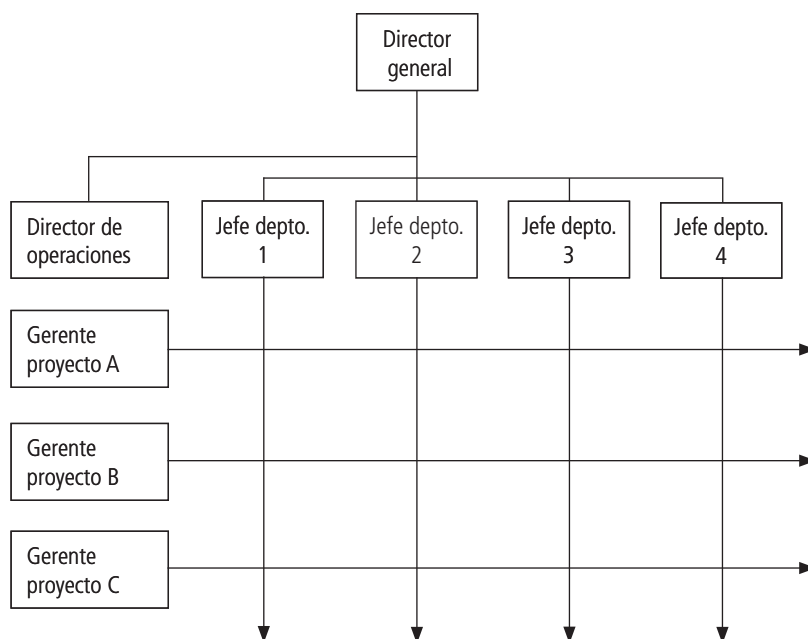 Director
general
Director de
operaciones
Jefe depto.
1
Jefe depto.
2
Jefe depto.
3
Jefe depto.
4
Gerente
proyecto A
Gerente
proyecto B
Gerente
proyecto C